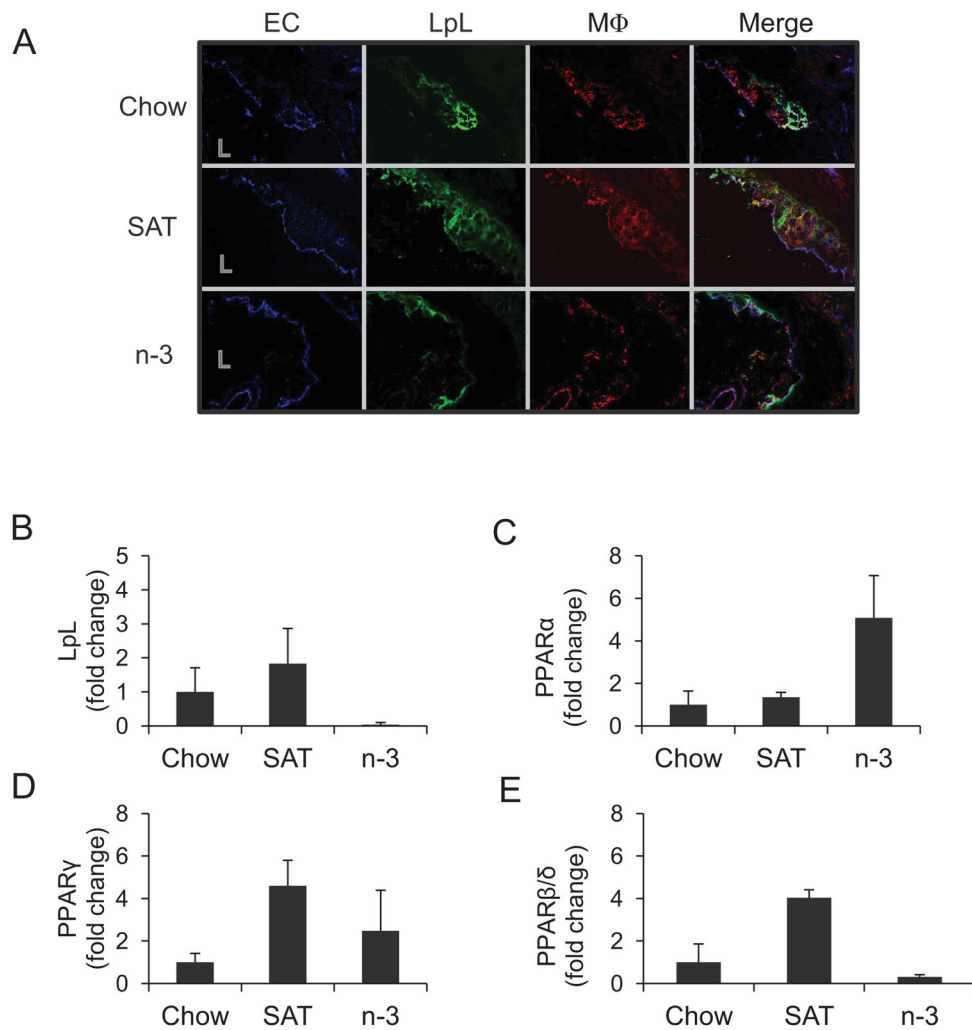 A
EC LpL MΦ Merge
Chow
L
SAT
L
n-3
L
B
LpL
(fold change)
5
4
3
2
1
0
Chow SAT n-3
C
PPARα
(fold change)
8
6
4
2
0
Chow SAT n-3
D
PPARγ
(fold change)
8
6
4
2
0
Chow SAT n-3
E
PPARβ/δ
(fold change)
8
6
4
2
0
Chow SAT n-3